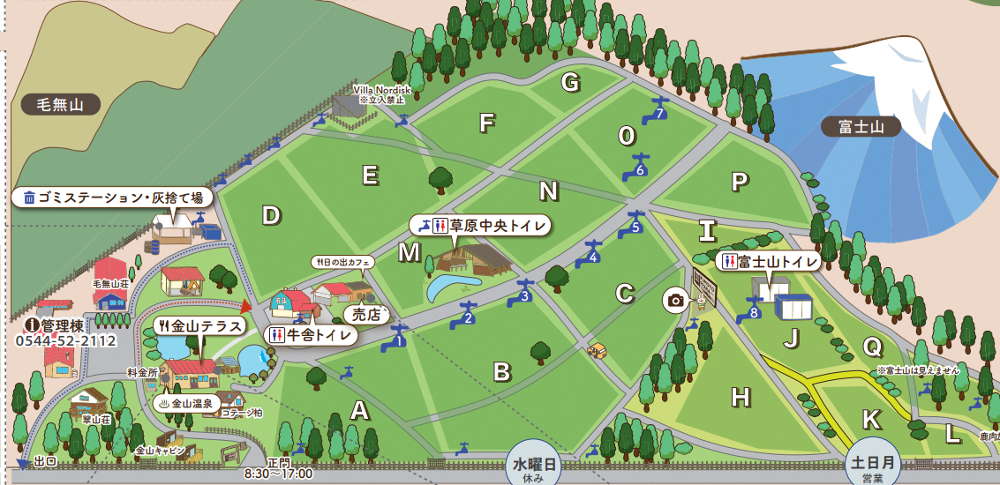 毛無山
富士山
Villa Nordisk
※立入禁止
G
F
7
O
6
E
N
P
ゴミステーション・灰捨て場
D
5
I
草原中央トイレ
M
4
富士山トイレ
日の出カフェ
毛無山荘
売店
3
C
8
2
1
牛舎トイレ
i管理棟
0544-52-2112
金山テラス
J
Q
※富士山は見えません
料金所
B
H
金山温泉
コテージ柏
A
翠山荘
K
L
金山キャビン
出口
正門
8:30〜17:00
水曜日
休み
土日月
営業